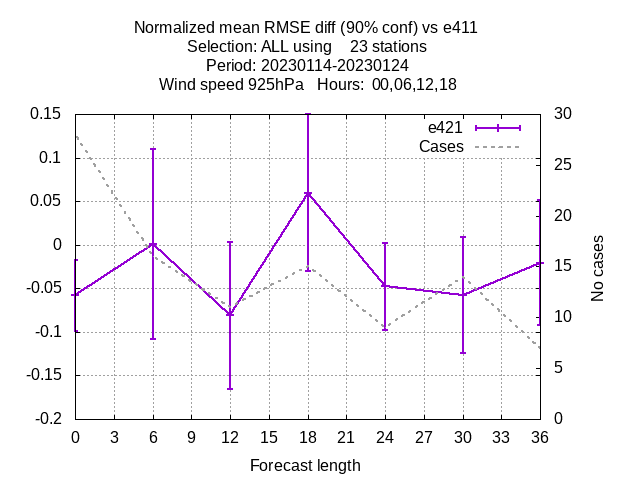 Normalized mean RMSE diff (90% conf) vs e411
Selection: ALL using    23 stations
Period: 20230114-20230124
Wind speed 925hPa   Hours:  00,06,12,18
e421
Cases
0.15
0.1
0.05
0
-0.05
-0.1
-0.15
-0.2
30
25
20
15
10
5
0
No cases
0 3 6 9 12 15 18 21 24 27 30 33 36
Forecast length